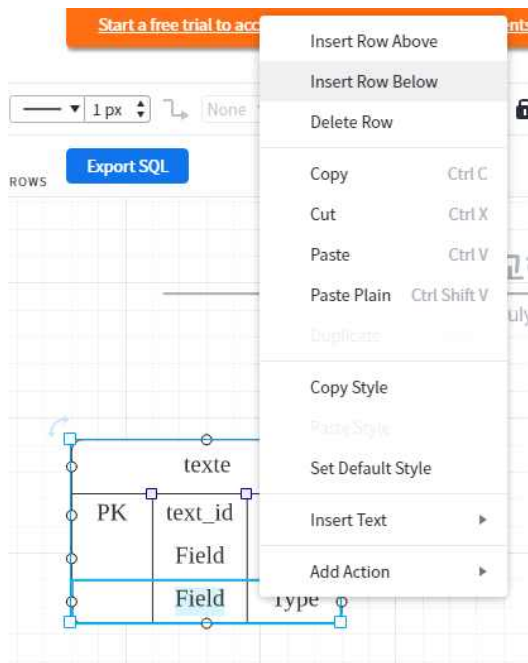 Start a free trial to acc
Insert Row Above
Insert Row Below
1 px
None
Delete Row
Export SQL
ROWS
Copy Ctrl C
Cut Ctrl X
Paste Ctrl V
Paste Plain Ctrl Shift V
Duplicate
Copy Style
Paste Style
Set Default Style
texte
PK text_id
Insert Text
Field
Add Action
Field Type